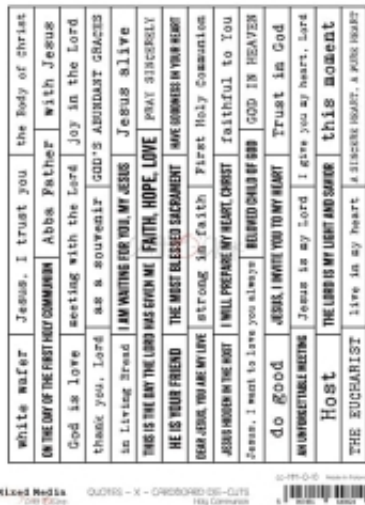 white wafer
Jesus, I trust you
the Body of Christ
ON THE DAY OF THE FIRST HOLY COMMUNION
Abba Father
with Jesus
God is love
meeting with the Lord
joy in the Lord
thank you, Lord
as a souvenir
GOD'S ABUNDANT GRACES
in Living Bread
I AM WAITING FOR YOU, MY JESUS
Jesus alive
THIS IS THE DAY THE LORD HAS GIVEN ME
FAITH, HOPE, LOVE
PRAY SINCERELY
HE IS YOUR FRIEND
THE MOST BLESSED SACRAMENT
HAVE GOODNESS IN YOUR HEART
DEAR JESUS, YOU ARE MY LOVE
strong in faith
First Holy Communion
JESUS HIDDEN IN THE HOST
I WILL PREPARE MY HEART, CHRIST
faithful to You
Jesus, I want to love you always
BELOVED CHILD OF GOD
GOD IN HEAVEN
do good
JESUS, I INVITE YOU TO MY HEART
Trust in God
AN UNFORGETTABLE MEETING
Jesus is my Lord
I give you my heart, Lord
Host
THE LORD IS MY LIGHT AND SAVIOR
this moment
THE EUCHARIST
live in my heart
A SINCERE HEART, A PURE HEART
Mixed Media
QUOTES - X - CARDBOARD DIE-CUTS
Holy Communion